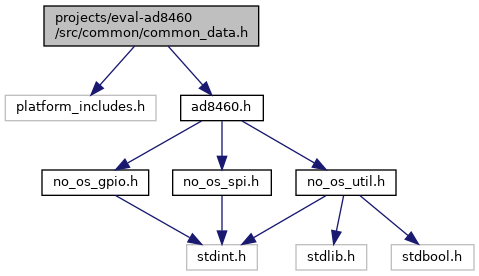 projects/eval-ad8460
/src/common/common_data.h
platform_includes.h
ad8460.h
no_os_gpio.h
no_os_spi.h
no_os_util.h
stdint.h
stdlib.h
stdbool.h